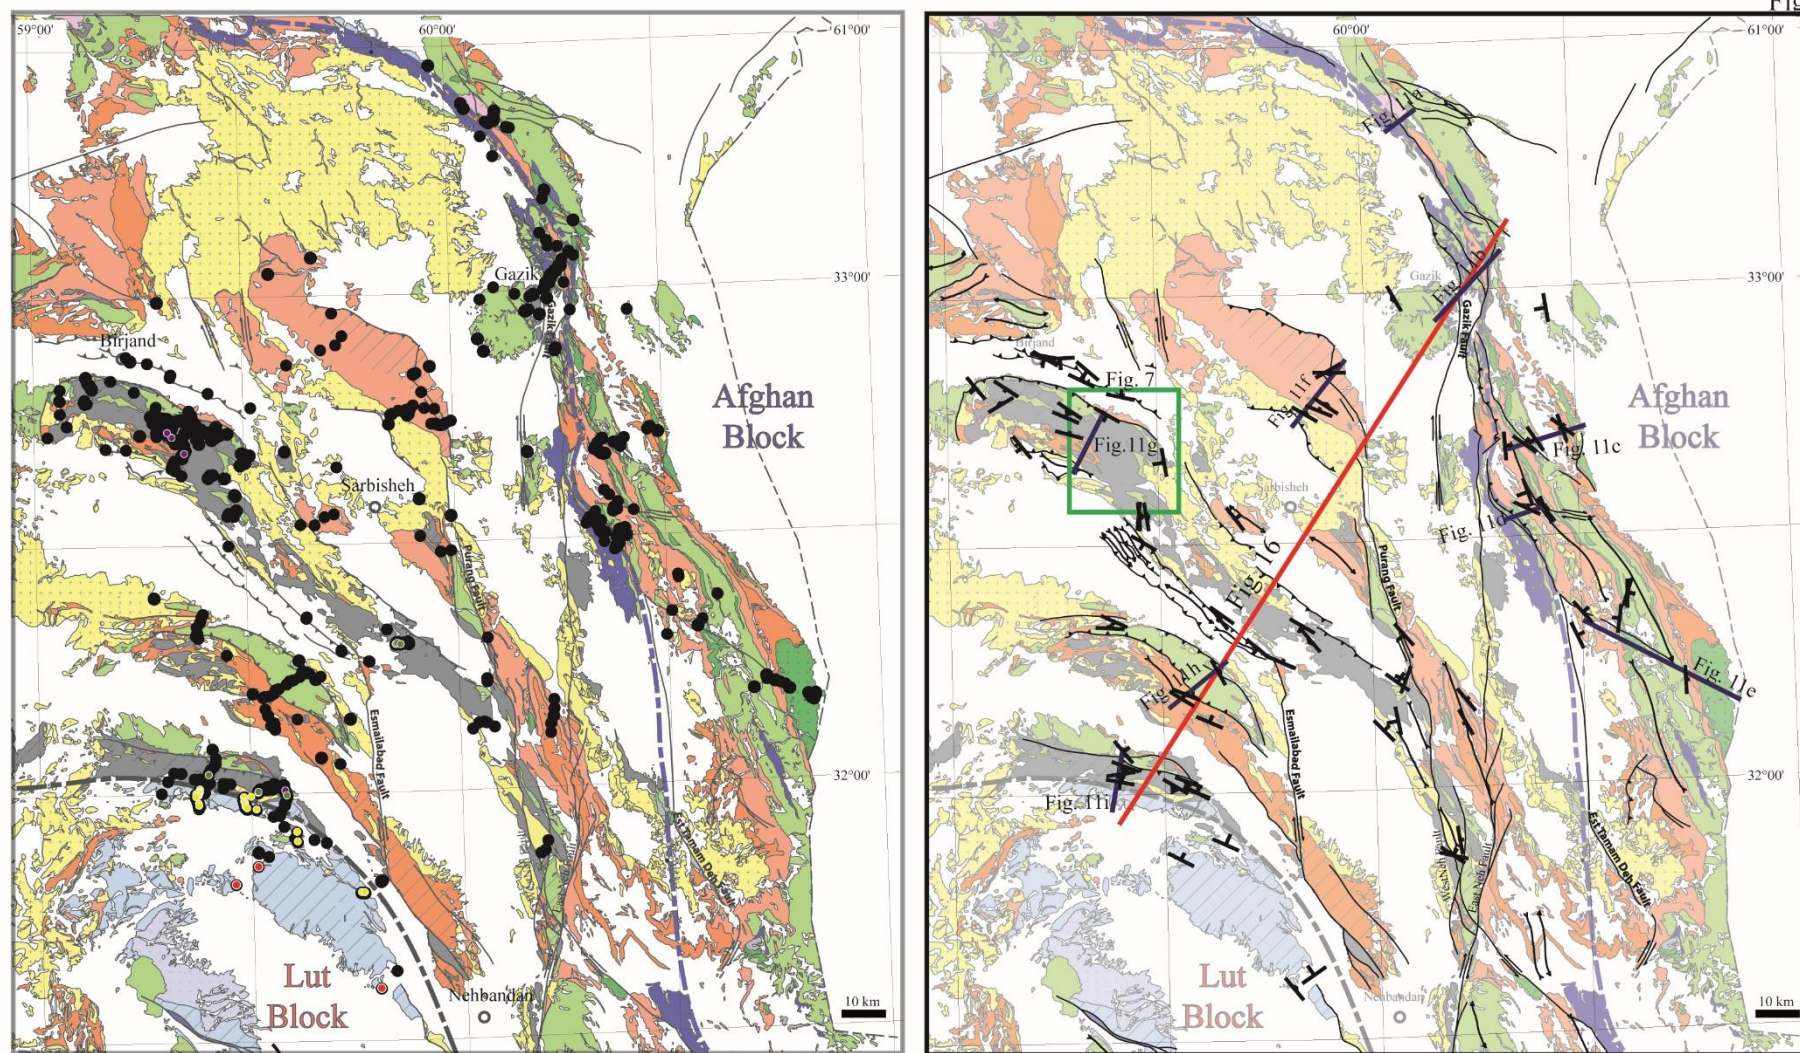 Fig
59°00'
60°00'
61°00'
33°00'
Gazik
Gazik
Birjand
Afghan
Block
Sarbisheh
Purang Fault
Esmailabad Fault
32°00'
Est Tamam Deh Fault
Lut
Block
Nehbandan
10 km
60°00'
61°00'
Fig. 11a
33°00'
Gazik
Fig. 11b
Gazik Fault
Birjand
Fig. 7
Fig. 11f
Fig.11g
Afghan
Block
Fig. 11c
Sarbisheh
Fig. 11d
Fig. 16
Purang Fault
Fig. 11h
Fig. 11e
Esmailabad Fault
32°00'
Fig. 11i
Est Tamam Deh Fault
West Neh Fault
East Neh Fault
Lut
Block
Nehbandan
10 km